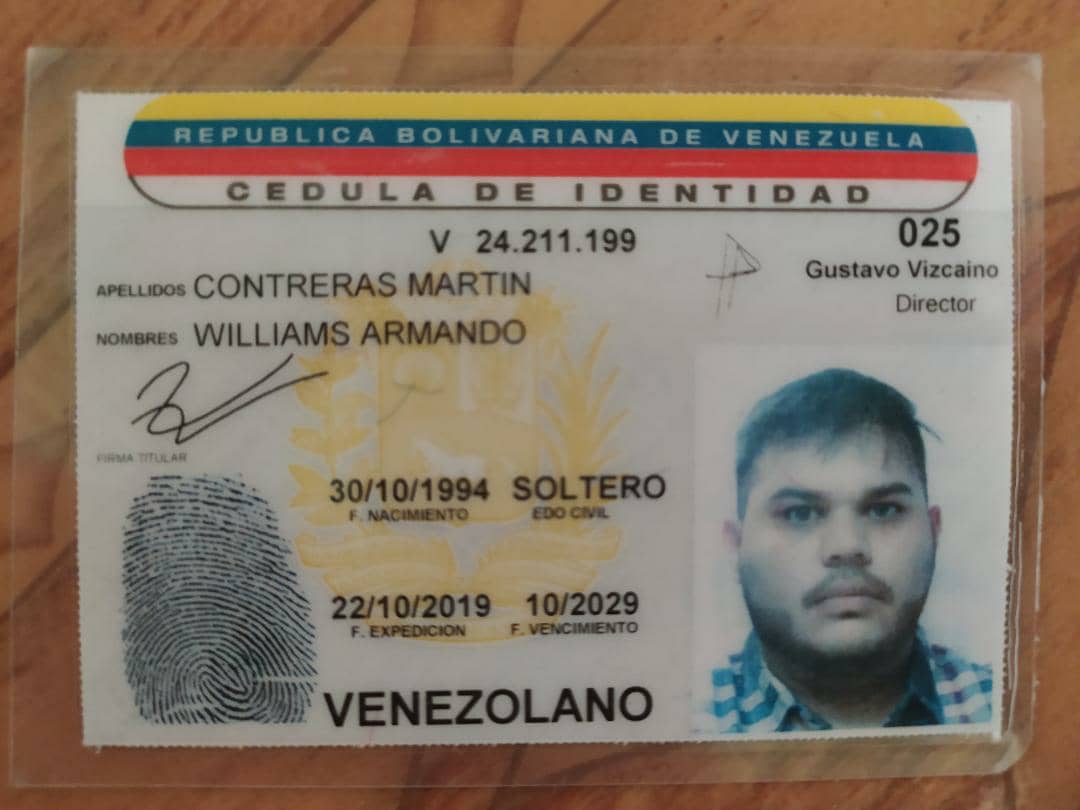 REPUBLICA BOLIVARIANA DE VENEZUELA
CEDULA DE IDENTIDAD
V 24.211.199
025
Gustavo Vizcaino
Director
APELLIDOS CONTRERAS MARTIN
NOMBRES WILLIAMS ARMANDO
FIRMA TITULAR
30/10/1994 SOLTERO
F. NACIMIENTO EDO CIVIL
22/10/2019 10/2029
F. EXPEDICION F. VENCIMIENTO
VENEZOLANO